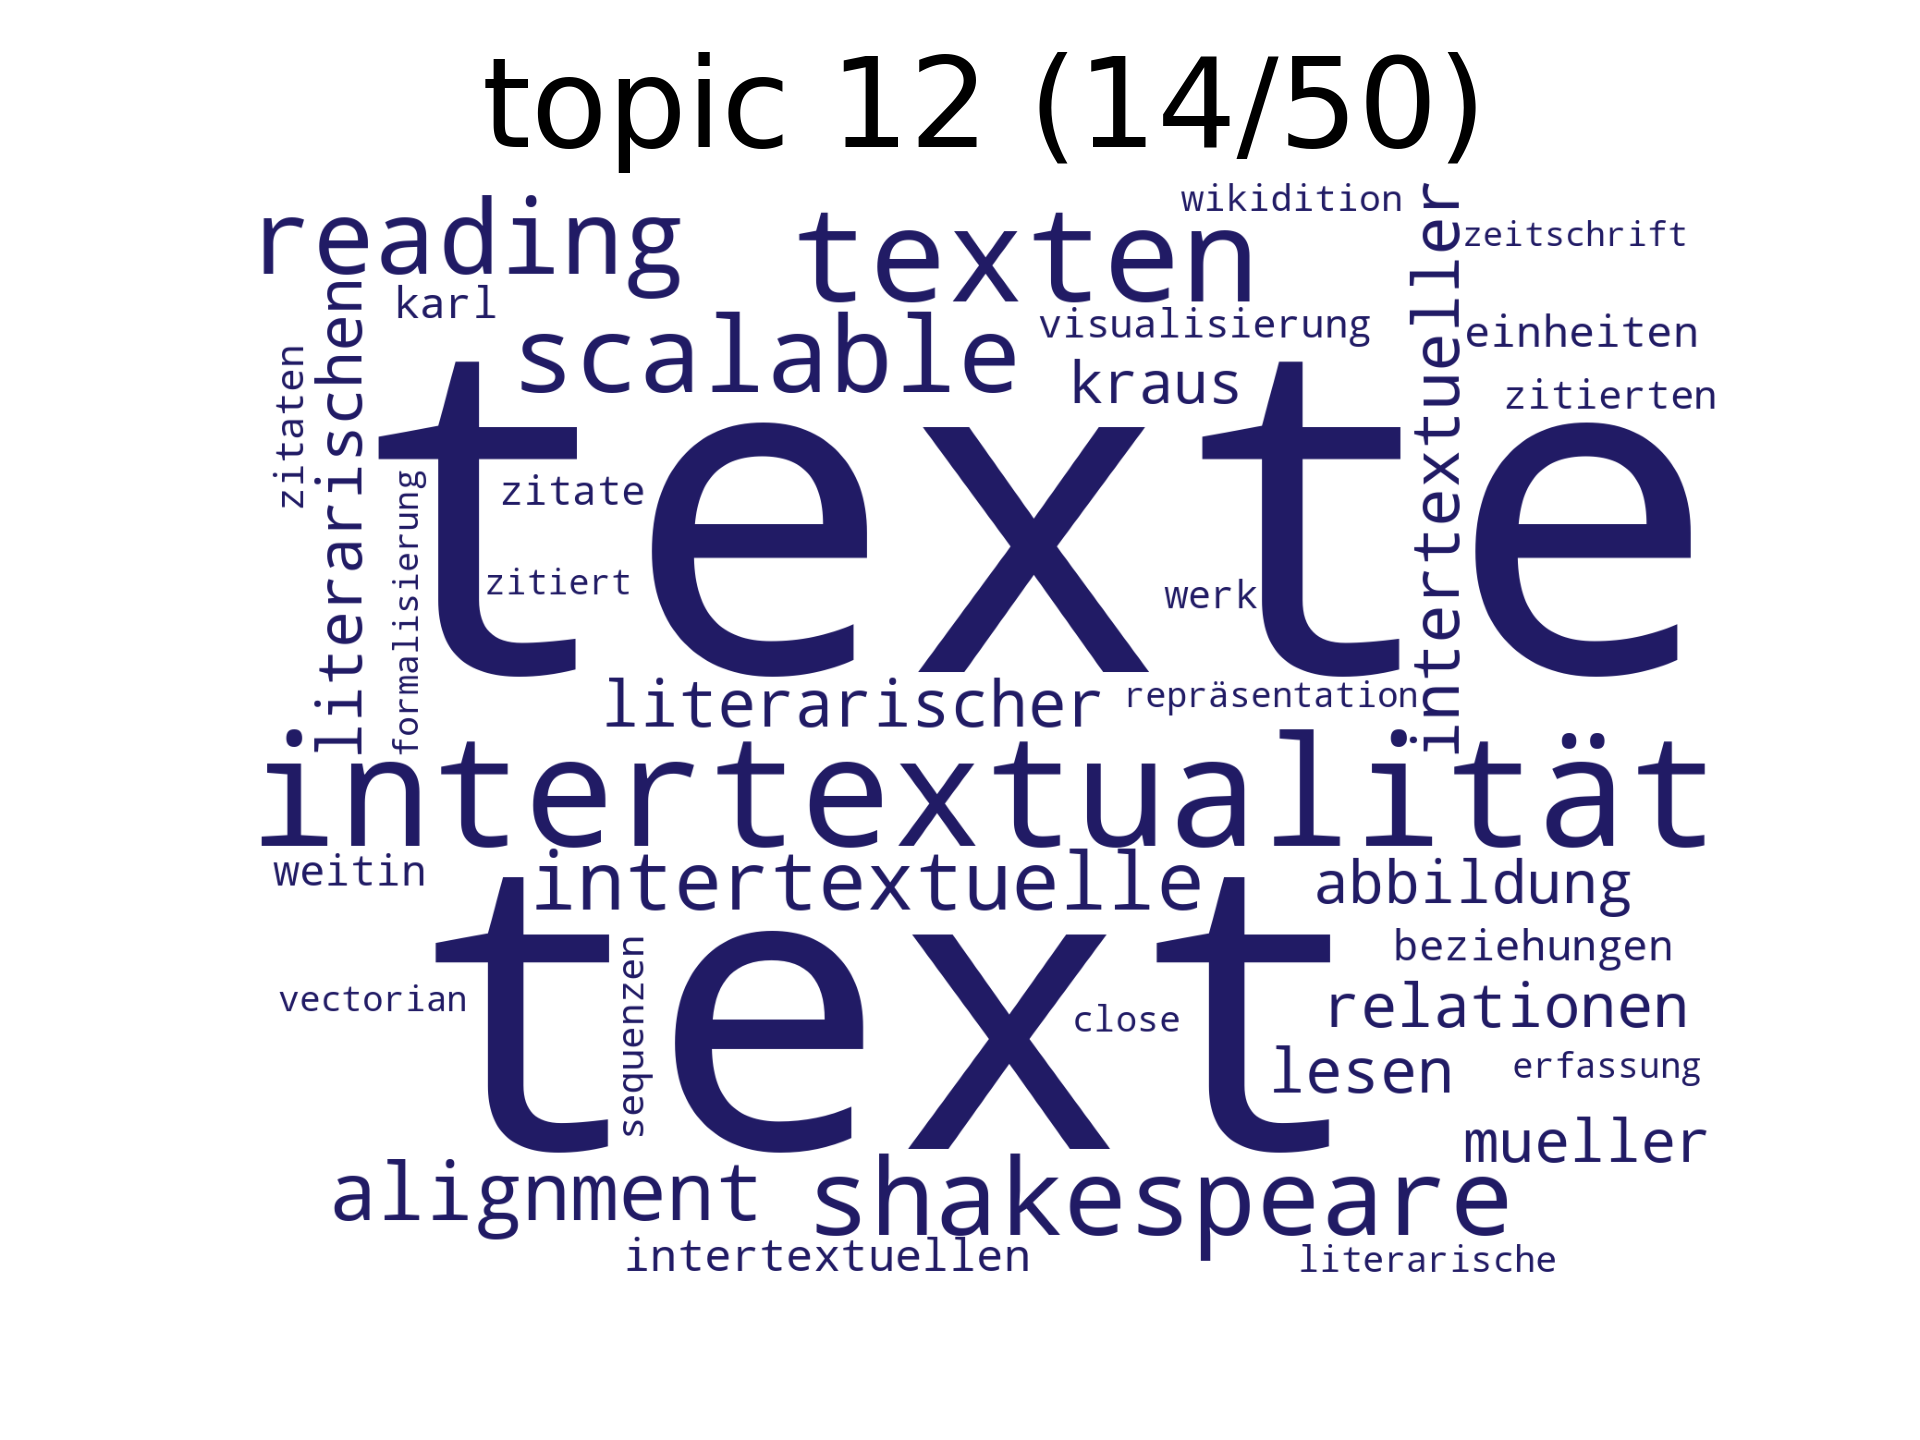 topic 12 (14/50)
wikidition
reading
texten
zeitschrift
karl
visualisierung
einheiten
scalable
kraus
zitierten
zitaten
literarischen
intertextueller
formalisierung
zitate
texte
zitiert
werk
literarischer
repräsentation
intertextualität
weitin
intertextuelle
abbildung
beziehungen
vectorian
sequenzen
text
close
relationen
lesen
erfassung
mueller
alignment
shakespeare
intertextuellen
literarische